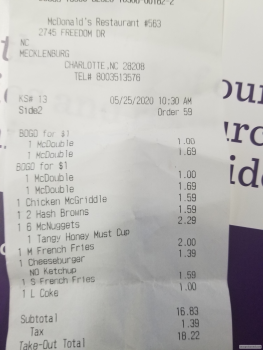 McDonald's Restaurant #563
2745 FREEDOM DR
NC
MECKLENBURG
CHARLOTTE,NC 28208
TEL# 8003513578
KS# 13 05/25/2020 10:30 AM
Side2 Order 59
BOGO for $1
1 McDouble 1.00
1 McDouble 1.69
BOGO for $1
1 McDouble 1.00
1 McDouble 1.69
1 Chicken McGriddle 1.59
1 2 Hash Browns 1.59
1 6 McNuggets 2.29
1 Tangy Honey Must Cup
1 M French Fries 2.00
1 Cheeseburger 1.39
NO Ketchup
1 S French Fries 1.59
1 L Coke 1.00
Subtotal 16.83
Tax 1.39
Take-Out Total 18.22
our